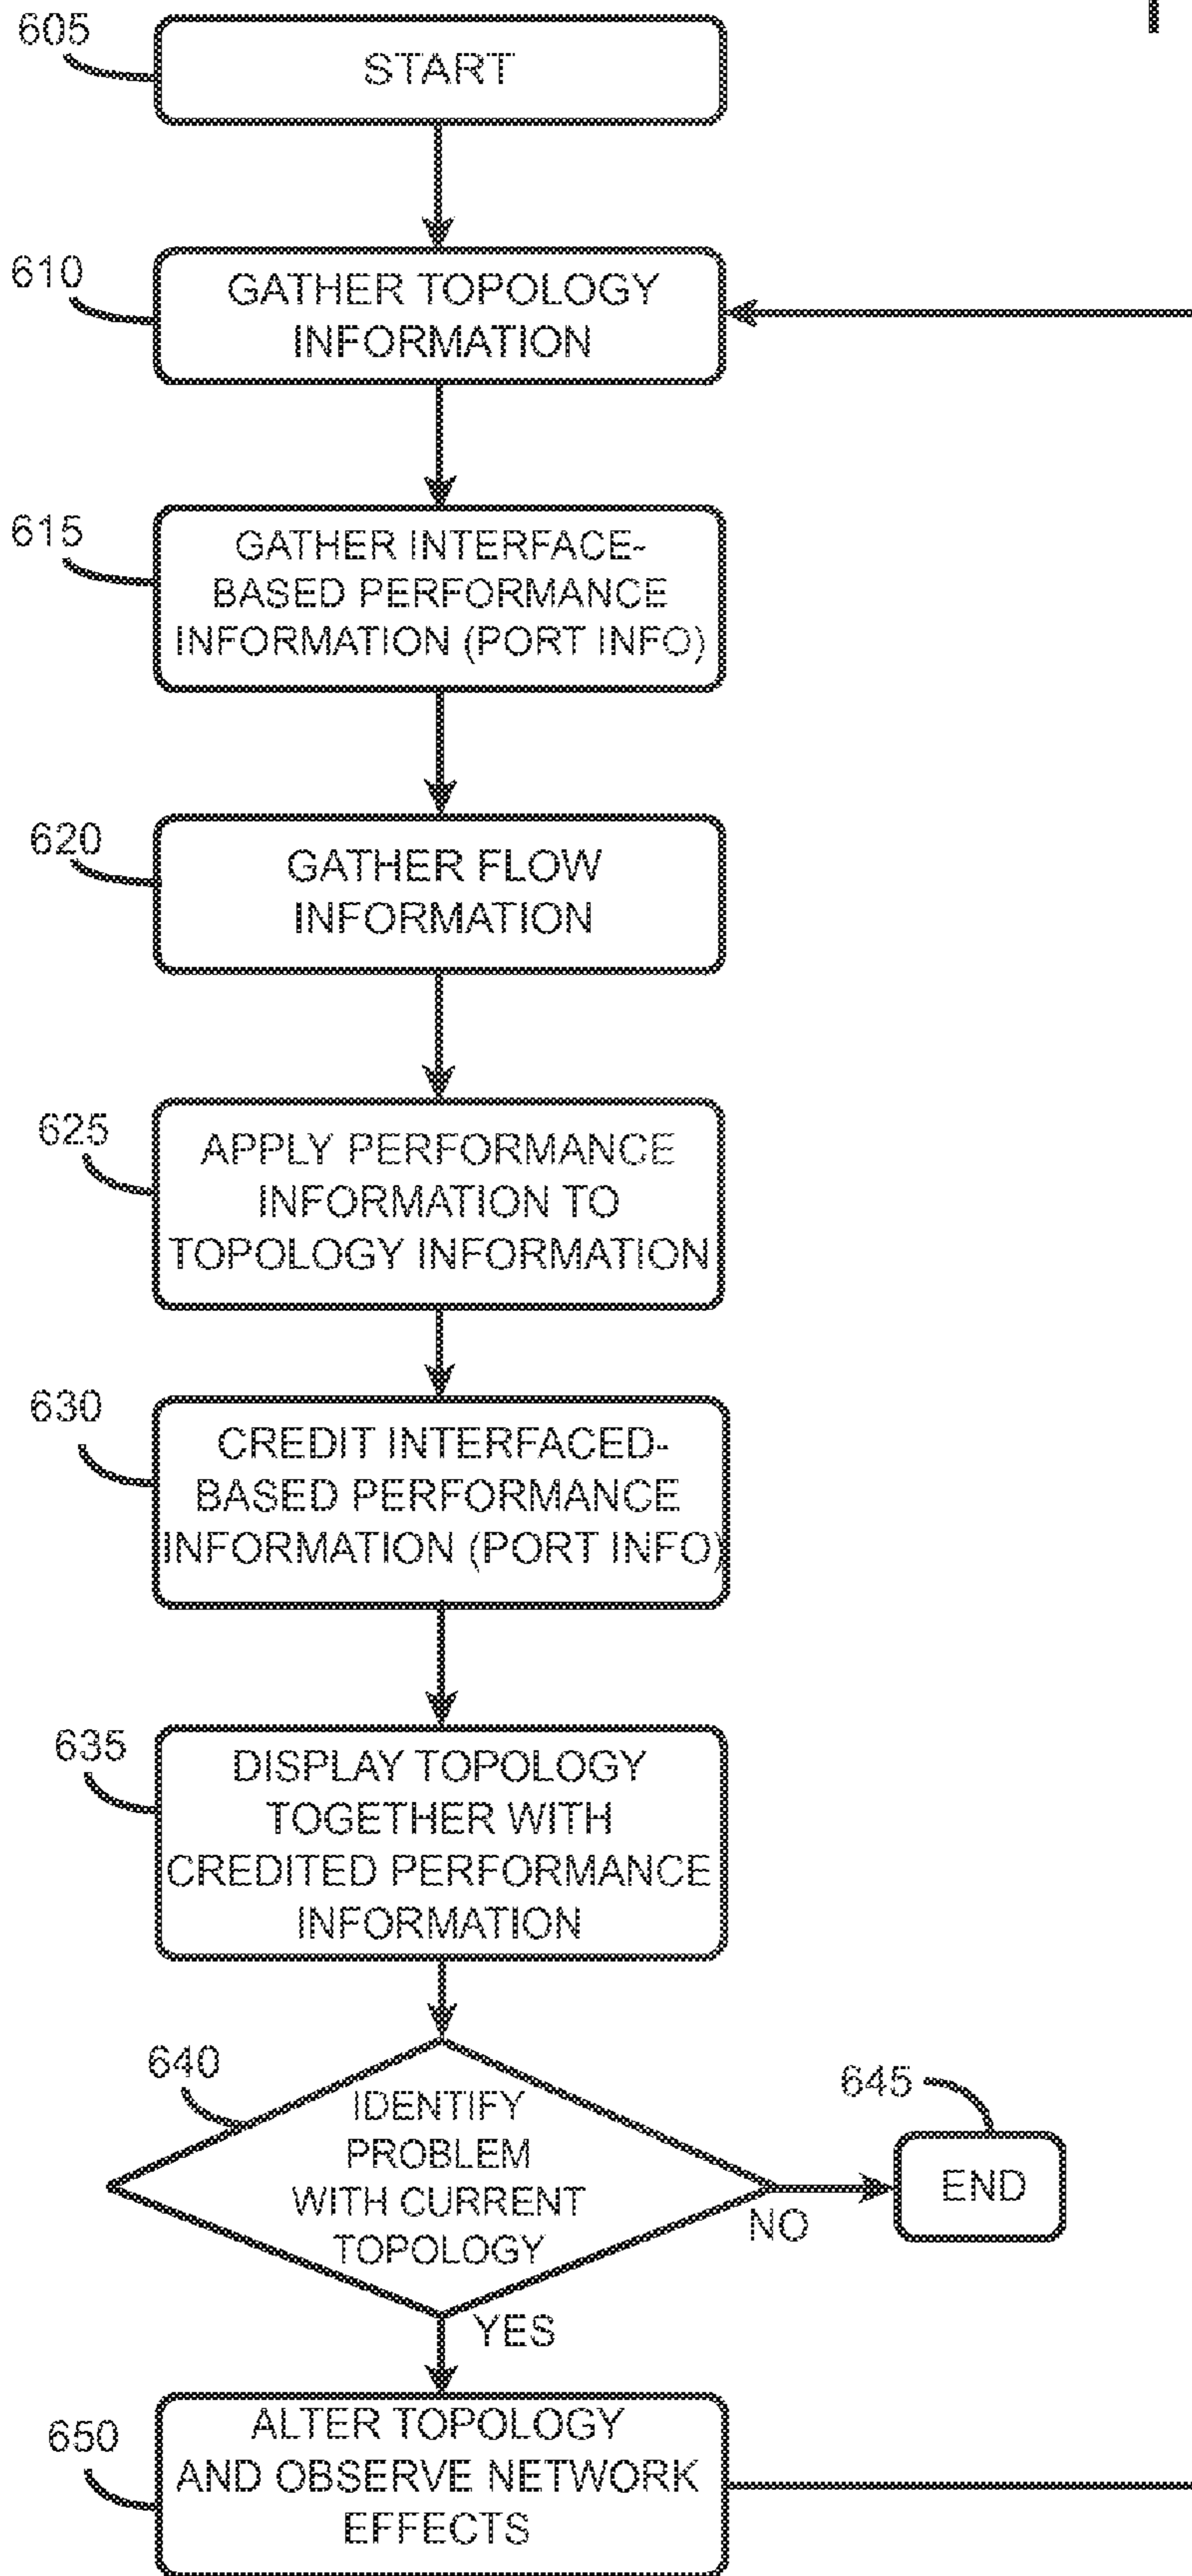 605
START
610
GATHER TOPOLOGY
INFORMATION
615
GATHER INTERFACE-
BASED PERFORMANCE
INFORMATION (PORT INFO)
620
GATHER FLOW
INFORMATION
625
APPLY PERFORMANCE
INFORMATION TO
TOPOLOGY INFORMATION
630
CREDIT INTERFACED-
BASED PERFORMANCE
INFORMATION (PORT INFO)
635
DISPLAY TOPOLOGY
TOGETHER WITH
CREDITED PERFORMANCE
INFORMATION
640
IDENTIFY
PROBLEM
WITH CURRENT
TOPOLOGY
645
END
NO
YES
650
ALTER TOPOLOGY
AND OBSERVE NETWORK
EFFECTS